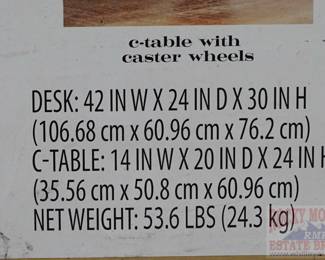 c-table with
caster wheels
DESK: 42 IN W X 24 IN D X 30 IN H
(106.68 cm x 60.96 cm x 76.2 cm)
C-TABLE: 14 IN W X 20 IN D X 24 IN H
(35.56 cm x 50.8 cm x 60.96 cm)
NET WEIGHT: 53.6 LBS (24.3 kg)
RME
ESTATE